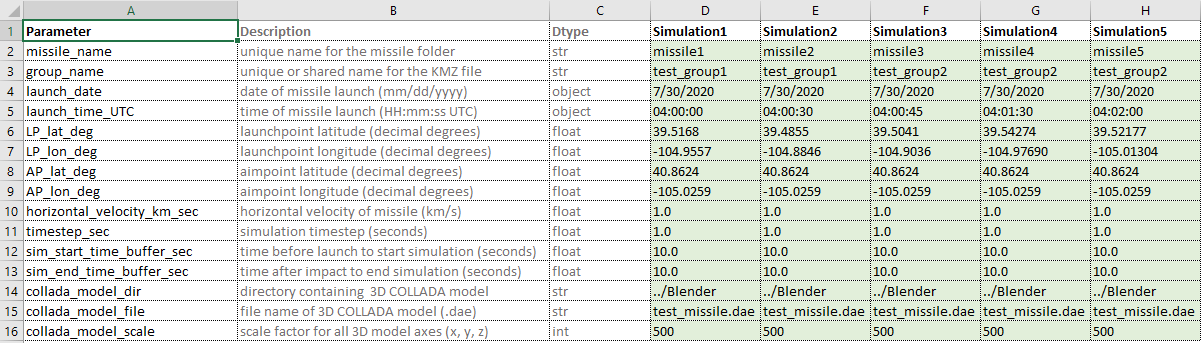 A B C D E F G H
1 Parameter Description Dtype Simulation1 Simulation2 Simulation3 Simulation4 Simulation5
2 missile_name unique name for the missile folder str missile1 missile2 missile3 missile4 missile5
3 group_name unique or shared name for the KMZ file str test_group1 test_group1 test_group2 test_group2 test_group2
4 launch_date date of missile launch (mm/dd/yyyy) object 7/30/2020 7/30/2020 7/30/2020 7/30/2020 7/30/2020
5 launch_time_UTC time of missile launch (HH:mm:ss UTC) object 04:00:00 04:00:30 04:00:45 04:01:30 04:02:00
6 LP_lat_deg launchpoint latitude (decimal degrees) float 39.5168 39.4855 39.5041 39.54274 39.52177
7 LP_lon_deg launchpoint longitude (decimal degrees) float -104.9557 -104.8846 -104.9036 -104.97690 -105.01304
8 AP_lat_deg aimpoint latitude (decimal degrees) float 40.8624 40.8624 40.8624 40.8624 40.8624
9 AP_lon_deg aimpoint longitude (decimal degrees) float -105.0259 -105.0259 -105.0259 -105.0259 -105.0259
10 horizontal_velocity_km_sec horizontal velocity of missile (km/s) float 1.0 1.0 1.0 1.0 1.0
11 timestep_sec simulation timestep (seconds) float 1.0 1.0 1.0 1.0 1.0
12 sim_start_time_buffer_sec time before launch to start simulation (seconds) float 10.0 10.0 10.0 10.0 10.0
13 sim_end_time_buffer_sec time after impact to end simulation (seconds) float 10.0 10.0 10.0 10.0 10.0
14 collada_model_dir directory containing 3D COLLADA model str ../Blender ../Blender ../Blender ../Blender ../Blender
15 collada_model_file file name of 3D COLLADA model (.dae) str test_missile.dae test_missile.dae test_missile.dae test_missile.dae test_missile.dae
16 collada_model_scale scale factor for all 3D model axes (x, y, z) int 500 500 500 500 500